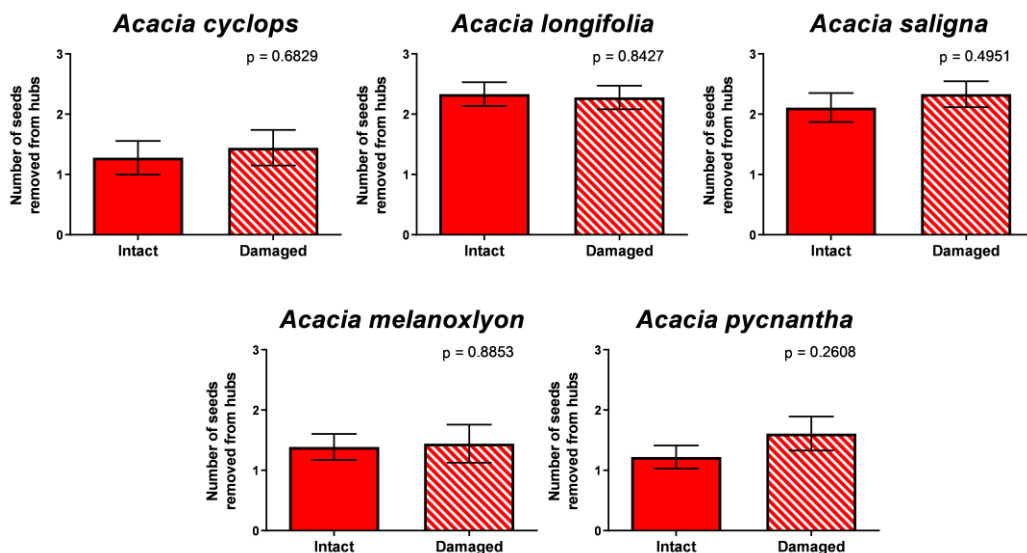 Acacia cyclops
p = 0.6829
Number of seeds
removed from hubs
3
2
1
0
Intact
Damaged
Acacia longifolia
p = 0.8427
Number of seeds
removed from hubs
3
2
1
0
Intact
Damaged
Acacia saligna
p = 0.4951
Number of seeds
removed from hubs
3
2
1
0
Intact
Damaged
Acacia melanoxlyon
p = 0.8853
Number of seeds
removed from hubs
3
2
1
0
Intact
Damaged
Acacia pycnantha
p = 0.2608
Number of seeds
removed from hubs
3
2
1
0
Intact
Damaged